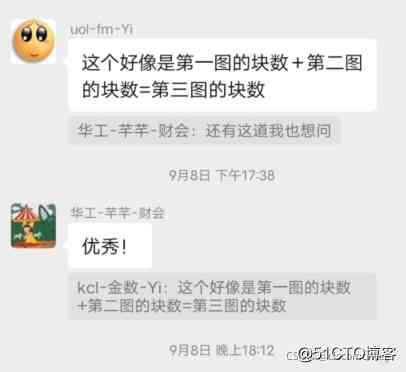 uol-fm-Yi
这个好像是第一图的块数+第二图
的块数=第三图的块数
华工-芊芊-财会：还有这道我也想问
9月8日 下午17:38
华工-芊芊-财会
优秀！
kcl-金数-Yi：这个好像是第一图的块数
+第二图的块数=第三图的块数
9月8日 晚上18:12
@51CTO博客